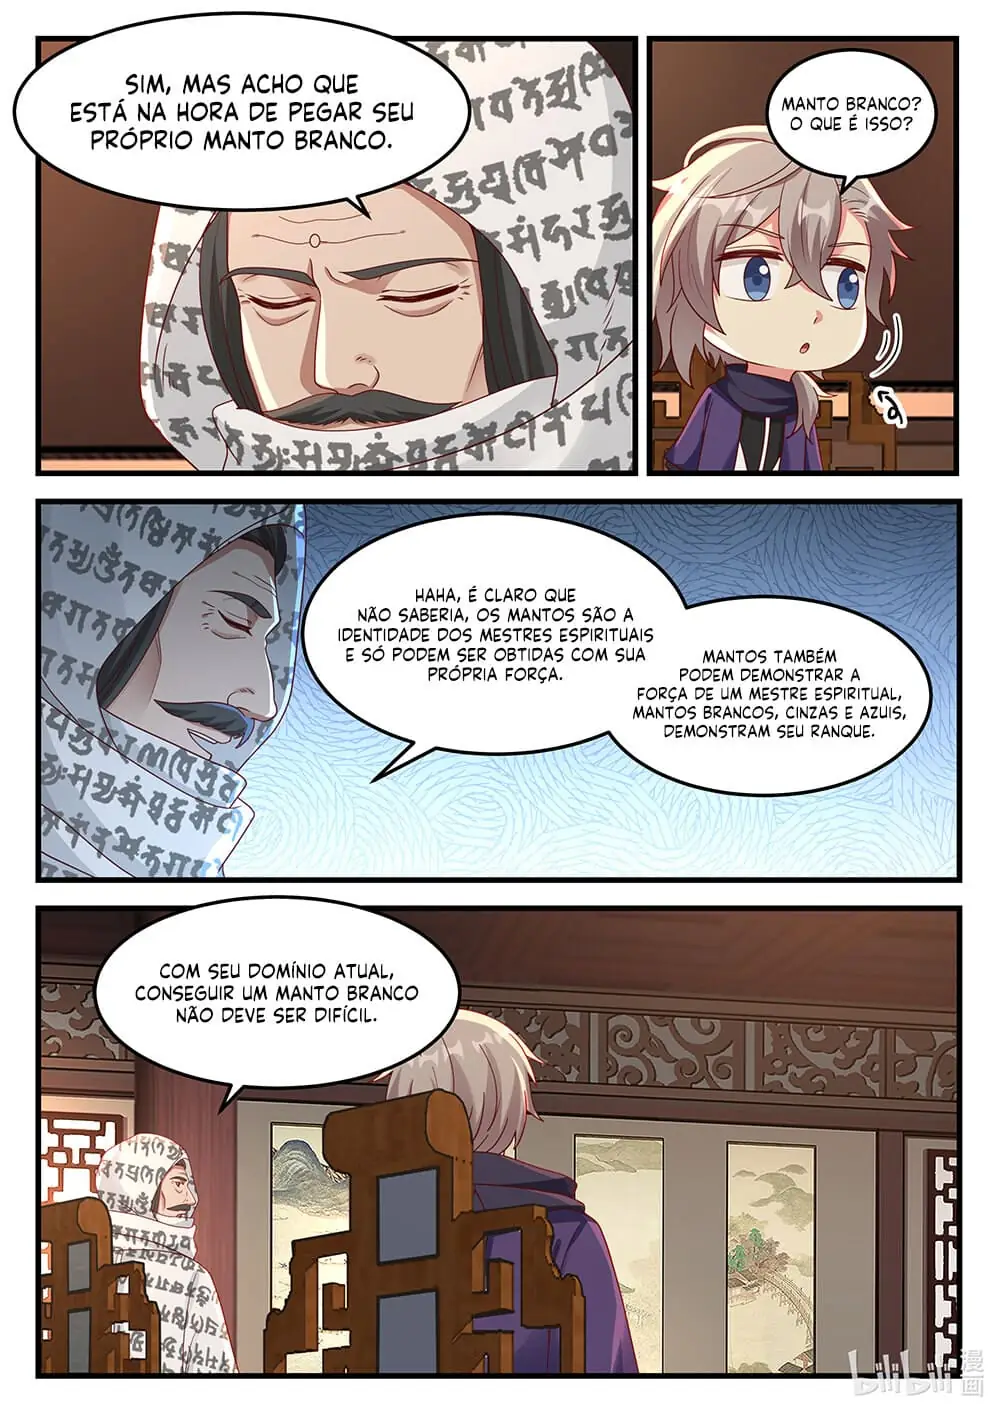 SIM, MAS ACHO QUE
ESTÁ NA HORA DE PEGAR SEU
PRÓPRIO MANTO BRANCO.
MANTO BRANCO?
O QUE É ISSO?
HAHA, É CLARO QUE
NÃO SABERIA, OS MANTOS SÃO A
IDENTIDADE DOS MESTRES ESPIRITUAIS
E SÓ PODEM SER OBTIDAS COM SUA
PRÓPRIA FORÇA.
MANTOS TAMBÉM
PODEM DEMONSTRAR A
FORÇA DE UM MESTRE ESPIRITUAL,
MANTOS BRANCOS, CINZAS E AZUIS,
DEMONSTRAM SEU RANQUE.
COM SEU DOMÍNIO ATUAL,
CONSEGUIR UM MANTO BRANCO
NÃO DEVE SER DIFÍCIL.
bilibili 漫画